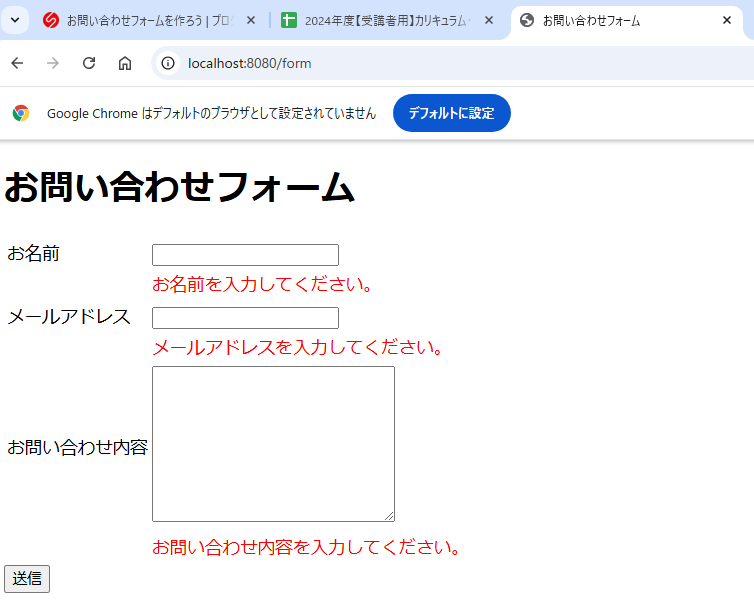 お問い合わせフォームを作ろう | プロ
2024年度【受講者用】カリキュラム
お問い合わせフォーム
localhost:8080/form
Google Chrome はデフォルトのブラウザとして設定されていません
デフォルトに設定
お問い合わせフォーム
お名前
お名前を入力してください。
メールアドレス
メールアドレスを入力してください。
お問い合わせ内容
お問い合わせ内容を入力してください。
送信